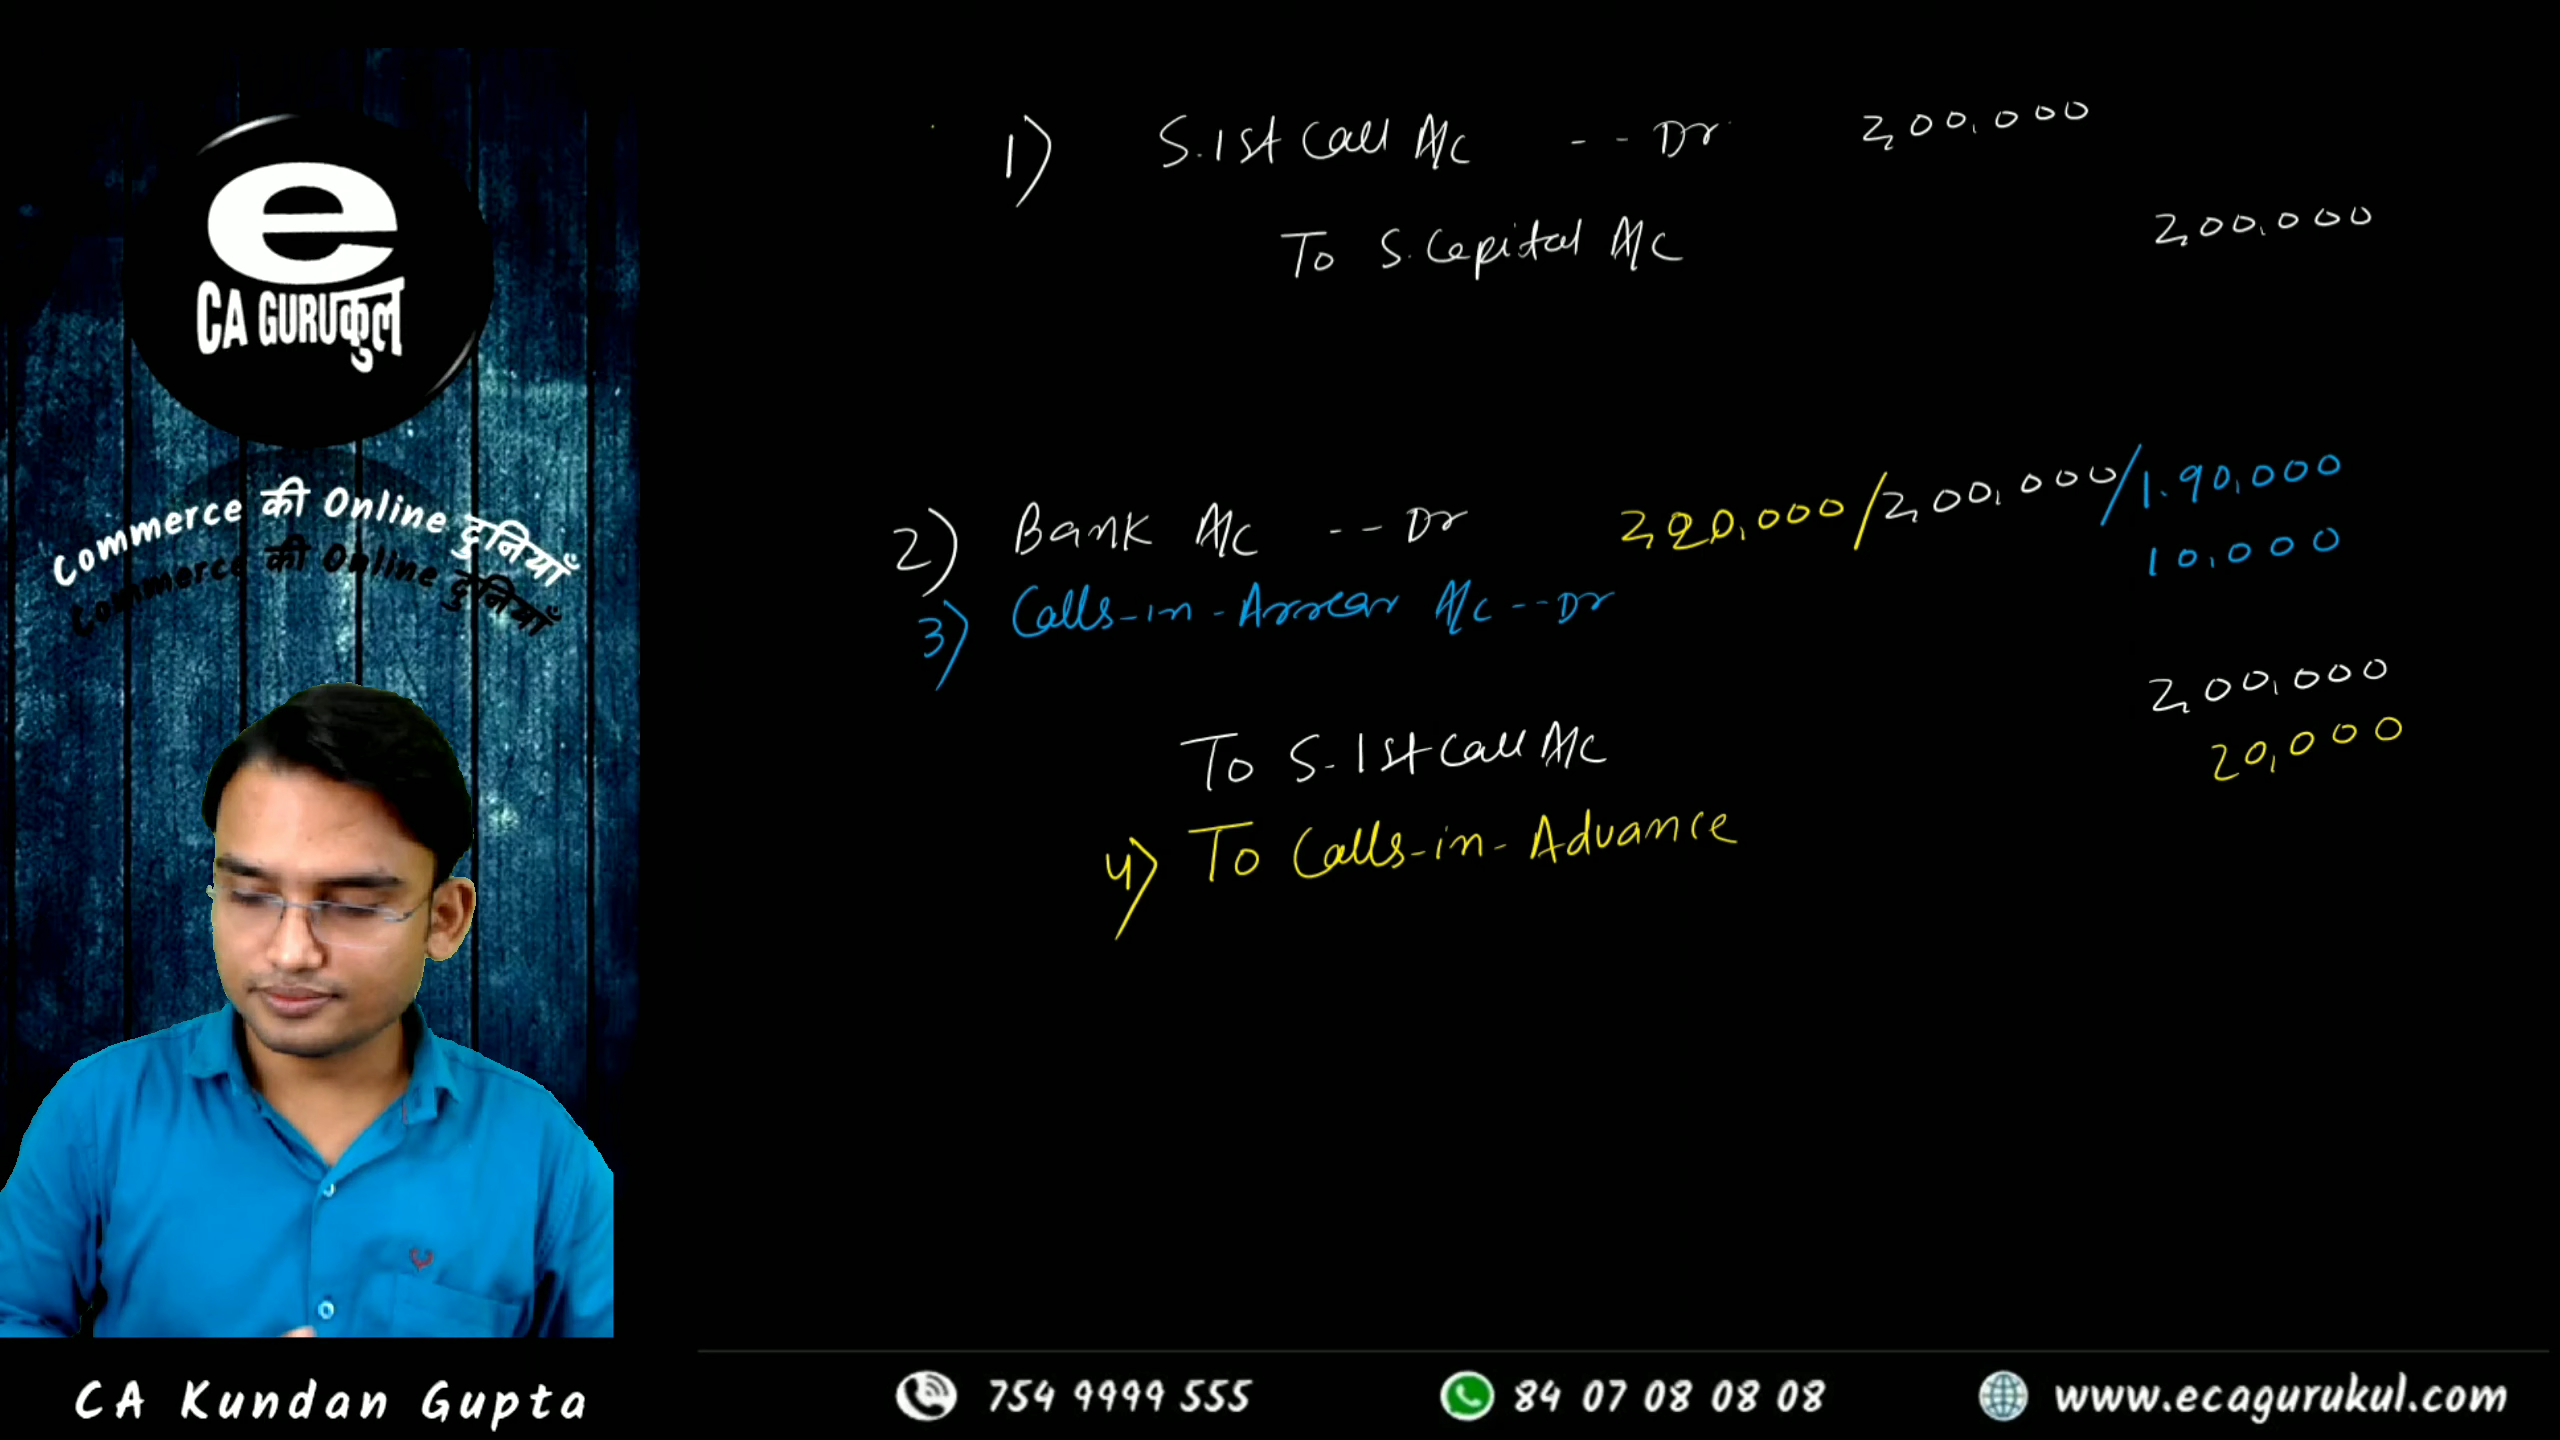 e
CA GURUकुल
Commerce की Online दुनियाँ
1) S.1st Call A/c -- Dr 2,00,000
To S. Capital A/c 2,00,000
2) Bank A/c -- Dr 2,20,000/2,00,000/1,90,000
3) Calls-in-Arrear A/c -- Dr 10,000
To S-1st Call A/c 2,00,000
4) To Calls-in-Advance 20,000
CA Kundan Gupta
754 9999 555
84 07 08 08 08
www.ecagurukul.com